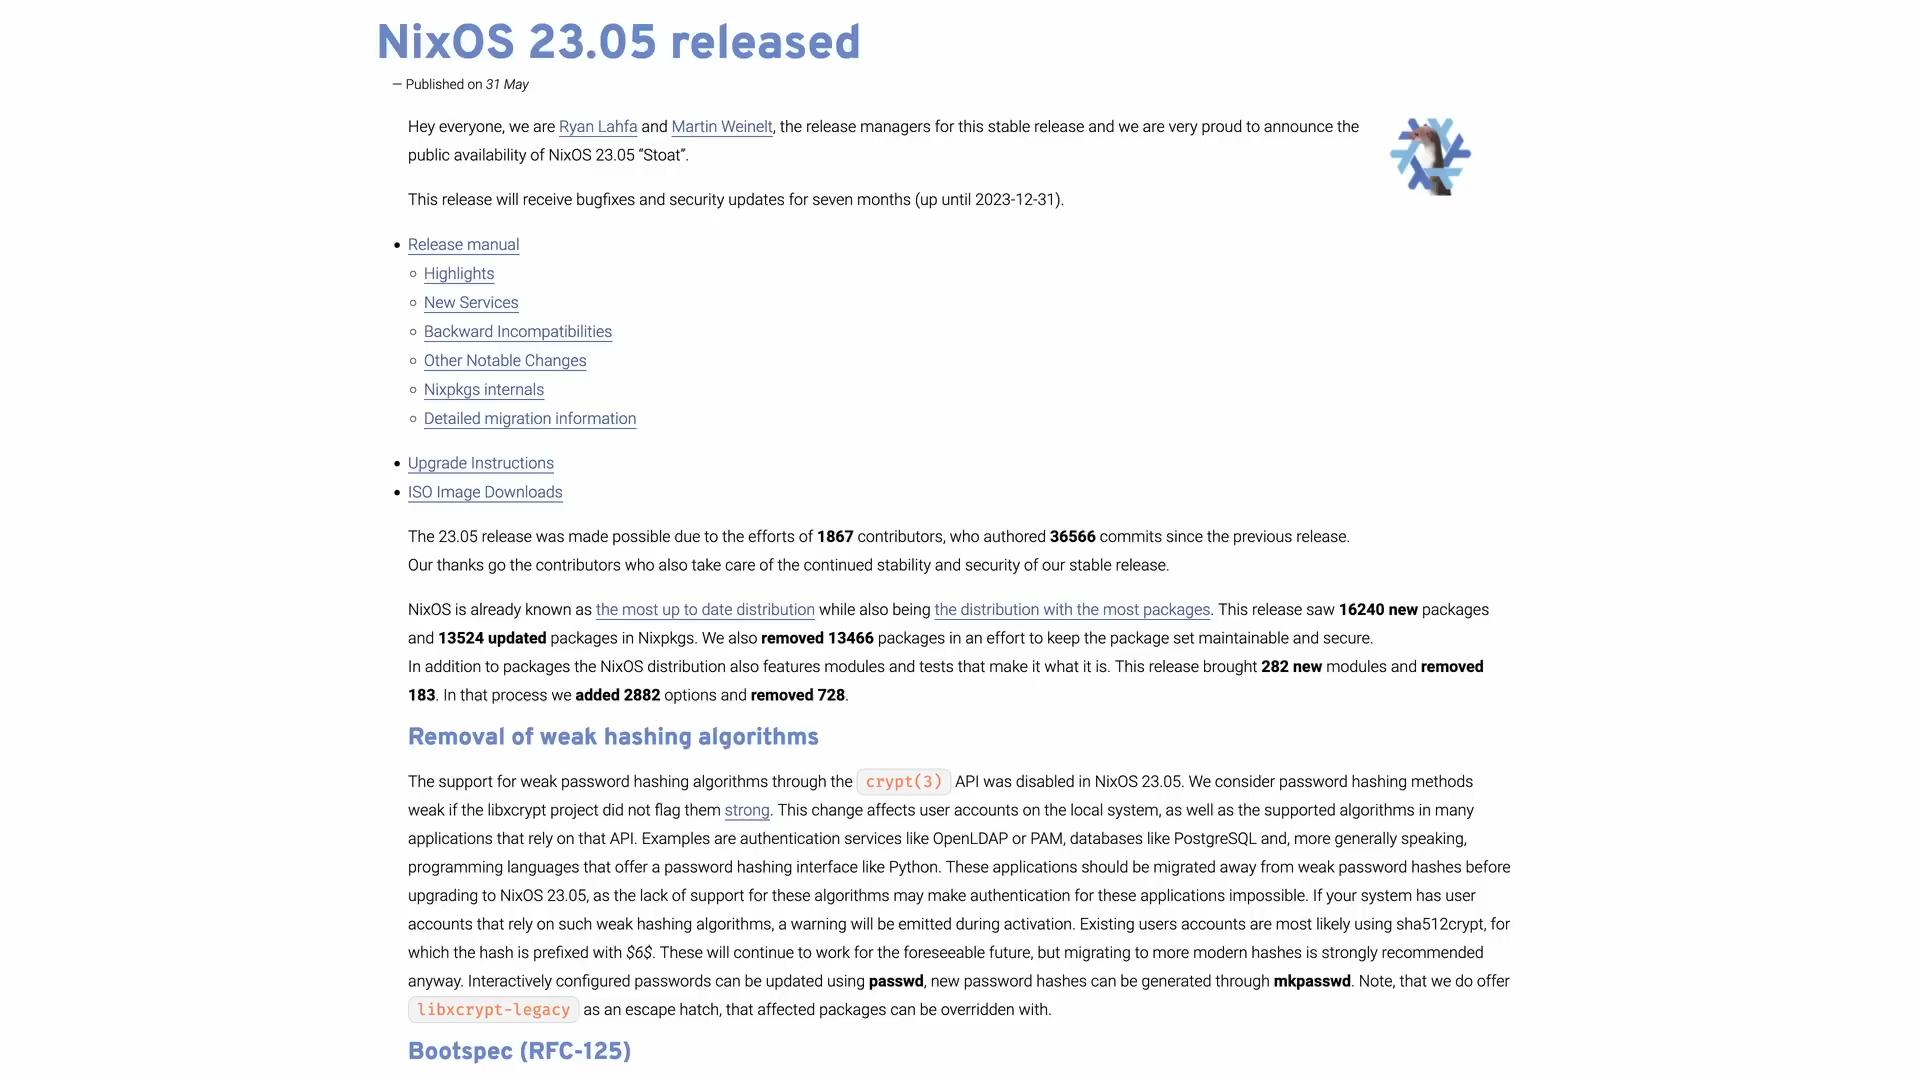 NixOS 23.05 released
— Published on 31 May
Hey everyone, we are Ryan Lahfa and Martin Weinelt, the release managers for this stable release and we are very proud to announce the
public availability of NixOS 23.05 “Stoat”.
This release will receive bugfixes and security updates for seven months (up until 2023-12-31).
• Release manual
◦ Highlights
◦ New Services
◦ Backward Incompatibilities
◦ Other Notable Changes
◦ Nixpkgs internals
◦ Detailed migration information
• Upgrade Instructions
• ISO Image Downloads
The 23.05 release was made possible due to the efforts of 1867 contributors, who authored 36566 commits since the previous release.
Our thanks go the contributors who also take care of the continued stability and security of our stable release.
NixOS is already known as the most up to date distribution while also being the distribution with the most packages. This release saw 16240 new packages
and 13524 updated packages in Nixpkgs. We also removed 13466 packages in an effort to keep the package set maintainable and secure.
In addition to packages the NixOS distribution also features modules and tests that make it what it is. This release brought 282 new modules and removed
183. In that process we added 2882 options and removed 728.
Removal of weak hashing algorithms
The support for weak password hashing algorithms through the crypt(3) API was disabled in NixOS 23.05. We consider password hashing methods
weak if the libxcrypt project did not flag them strong. This change affects user accounts on the local system, as well as the supported algorithms in many
applications that rely on that API. Examples are authentication services like OpenLDAP or PAM, databases like PostgreSQL and, more generally speaking,
programming languages that offer a password hashing interface like Python. These applications should be migrated away from weak password hashes before
upgrading to NixOS 23.05, as the lack of support for these algorithms may make authentication for these applications impossible. If your system has user
accounts that rely on such weak hashing algorithms, a warning will be emitted during activation. Existing users accounts are most likely using sha512crypt, for
which the hash is prefixed with $6$. These will continue to work for the foreseeable future, but migrating to more modern hashes is strongly recommended
anyway. Interactively configured passwords can be updated using passwd, new password hashes can be generated through mkpasswd. Note, that we do offer
libxcrypt-legacy as an escape hatch, that affected packages can be overridden with.
Bootspec (RFC-125)